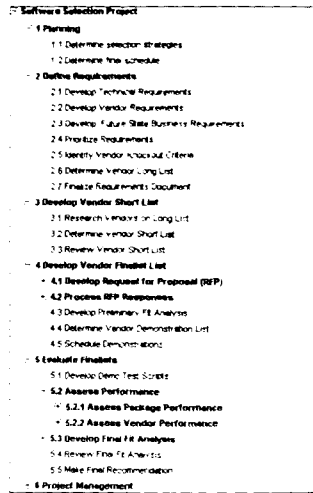 Software Selection Project
1 Planning
1.1 Determine selection strategies
1.2 Determine final schedule
2 Define Requirements
2.1 Develop Technical Requirements
2.2 Develop Vendor Requirements
2.3 Develop Future State Business Requirements
2.4 Prioritize Requirements
2.5 Identify Vendor Knockout Criteria
2.6 Determine Vendor Long List
2.7 Finalize Requirements Document
3 Develop Vendor Short List
3.1 Research Vendors on Long List
3.2 Determine Vendor Short List
3.3 Review Vendor Short List
4 Develop Vendor Finalist List
4.1 Develop Request for Proposal (RFP)
4.2 Process RFP Responses
4.3 Develop Preliminary Fit Analysis
4.4 Determine Vendor Demonstration List
4.5 Schedule Demonstrations
5 Evaluate Finalists
5.1 Develop Demo Test Scripts
5.2 Assess Performance
5.2.1 Assess Package Performance
5.2.2 Assess Vendor Performance
5.3 Develop Final Fit Analysis
5.4 Review Final Fit Analysis
5.5 Make Final Recommendation
6 Project Management